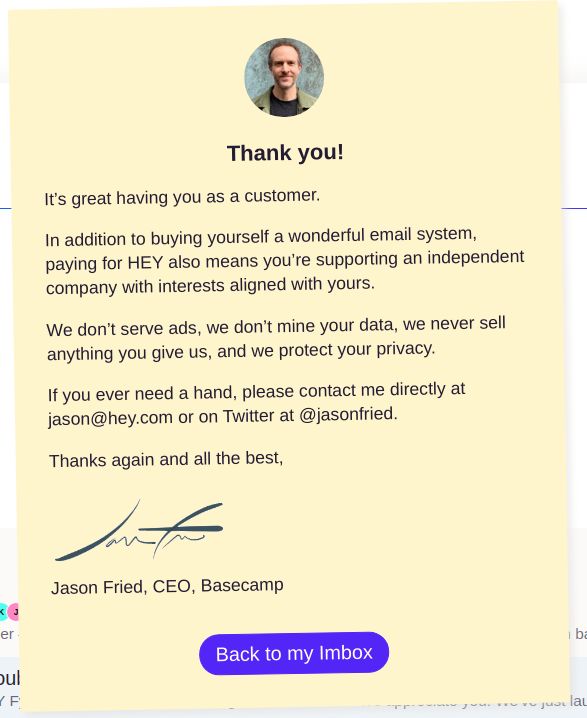 Thank you!
It’s great having you as a customer.
In addition to buying yourself a wonderful email system,
paying for HEY also means you’re supporting an independent
company with interests aligned with yours.
We don’t serve ads, we don’t mine your data, we never sell
anything you give us, and we protect your privacy.
If you ever need a hand, please contact me directly at
jason@hey.com or on Twitter at @jasonfried.
Thanks again and all the best,
Jason Fried, CEO, Basecamp
Back to my Imbox